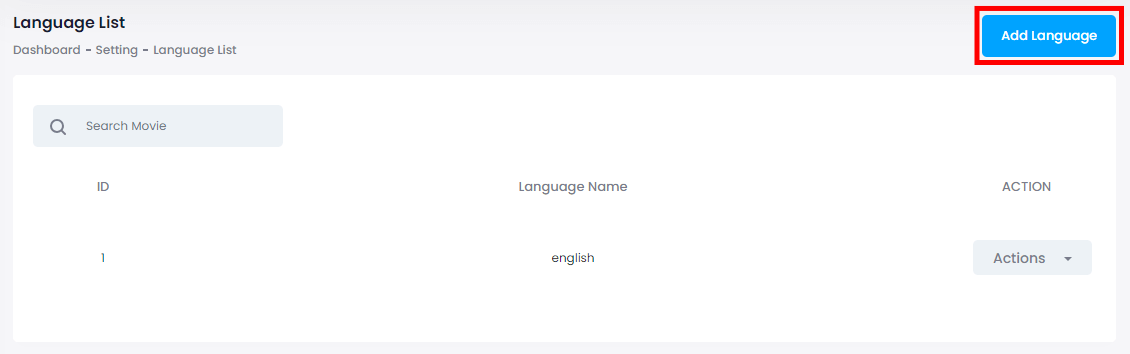 Language List
Add Language
Dashboard - Setting - Language List
Search Movie
ID Language Name ACTION
1 english Actions